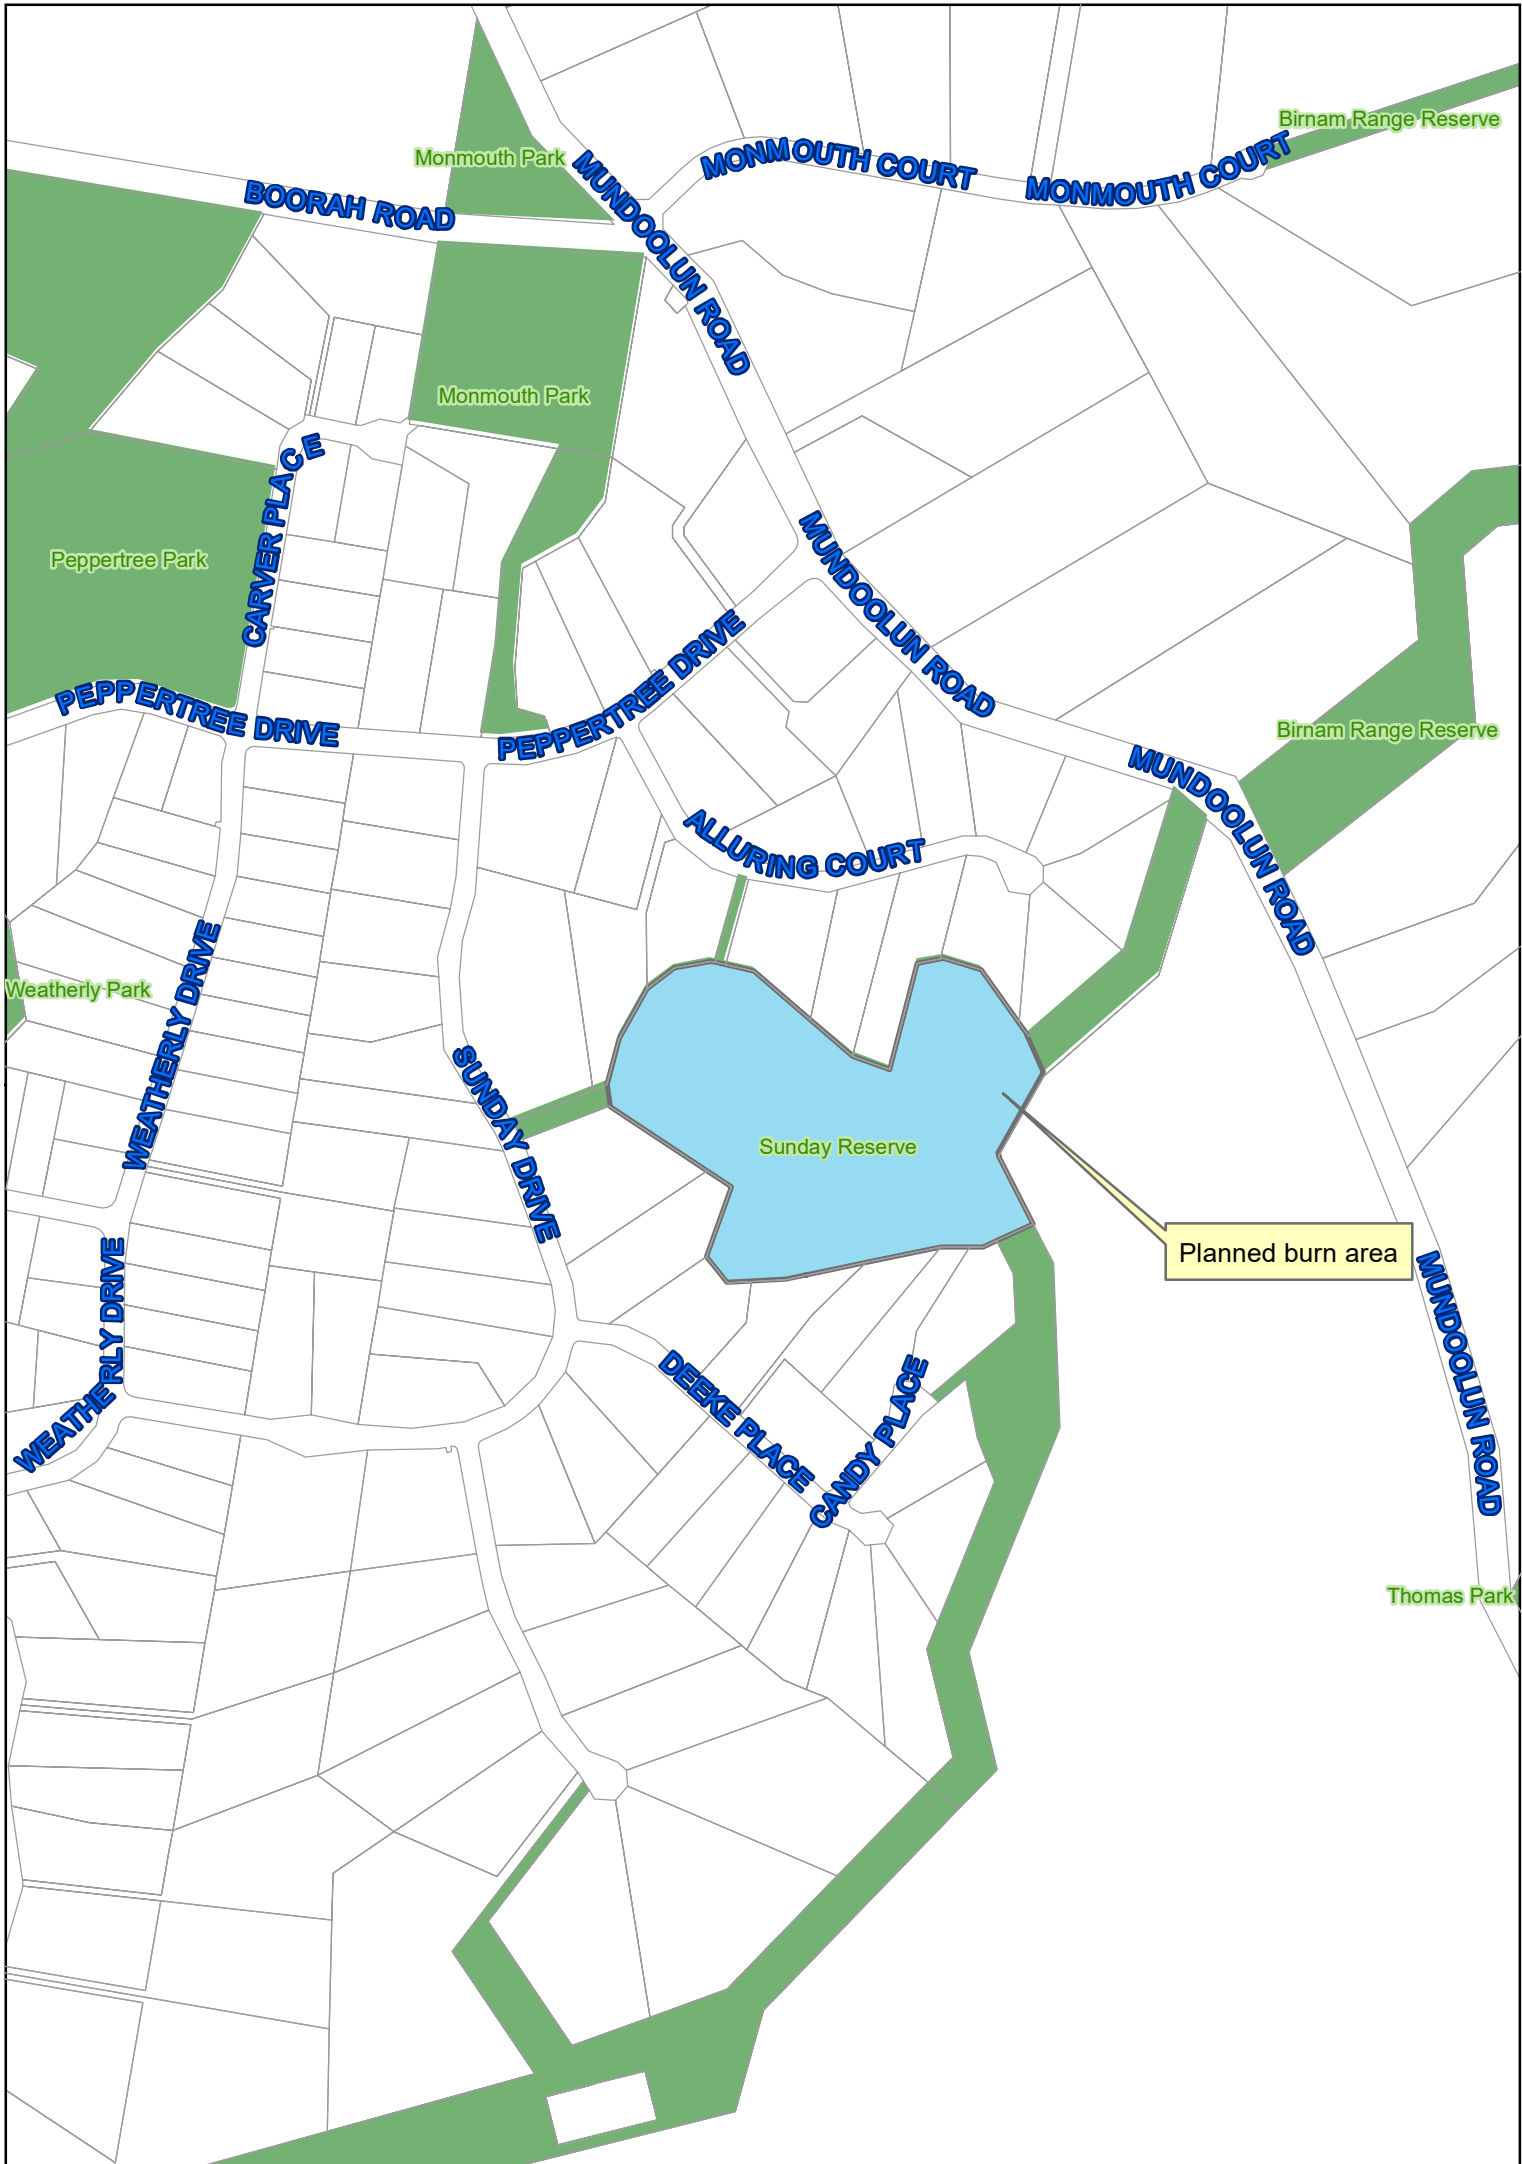 Birnam Range Reserve
Monmouth Park
MONMOUTH COURT
MONMOUTH COURT
BOORAH ROAD
MUNDOOLUN ROAD
Monmouth Park
CARVER PLACE
Peppertree Park
MUNDOOLUN ROAD
PEPPERTREE DRIVE
PEPPERTREE DRIVE
Birnam Range Reserve
MUNDOOLUN ROAD
ALLURING COURT
Weatherly Park
WEATHERLY DRIVE
SUNDAY DRIVE
Sunday Reserve
Planned burn area
WEATHERLY DRIVE
MUNDOOLUN ROAD
DEEKE PLACE
CANDY PLACE
Thomas Park